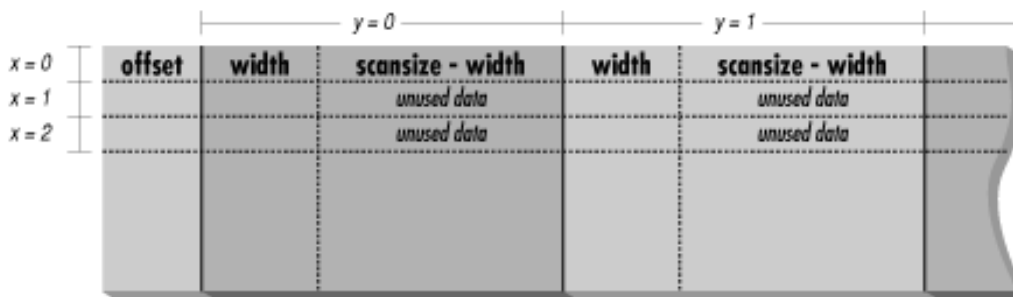 y = 0 y = 1
x = 0 offset width scansize - width width scansize - width
x = 1 unused data unused data
x = 2 unused data unused data